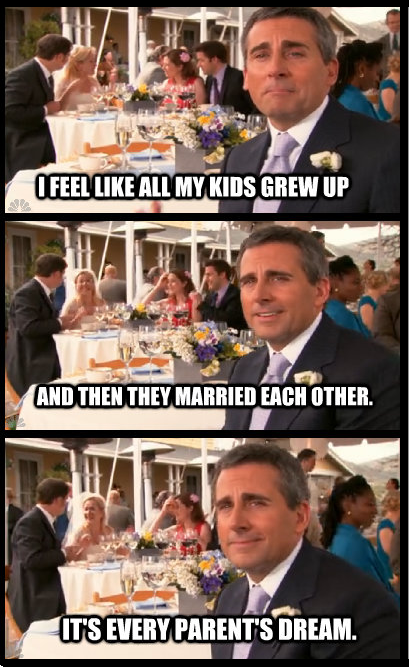 I FEEL LIKE ALL MY KIDS GREW UP
AND THEN THEY MARRIED EACH OTHER.
IT'S EVERY PARENT'S DREAM.